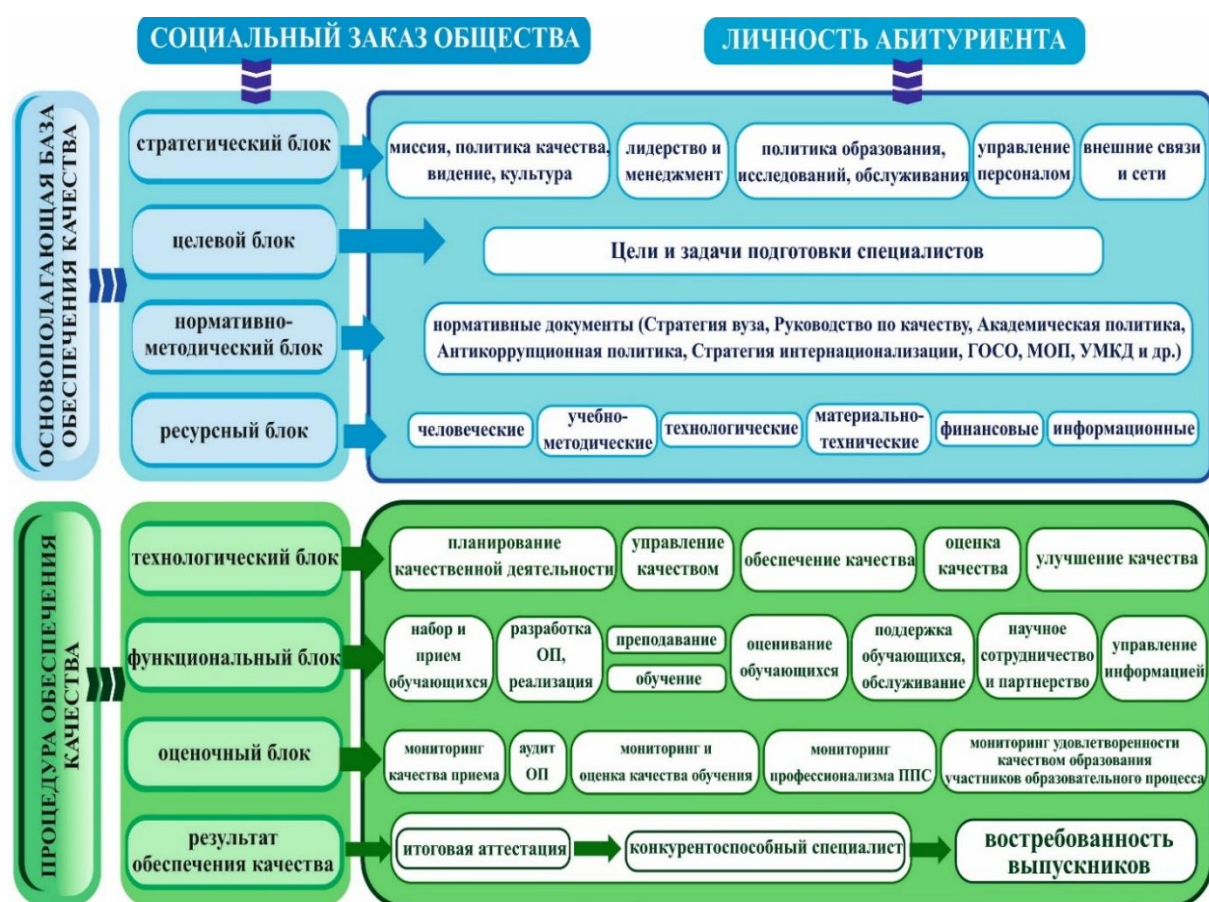 СОЦИАЛЬНЫЙ ЗАКАЗ ОБЩЕСТВА
ЛИЧНОСТЬ АБИТУРИЕНТА
ОСНОВОПОЛАГАЮЩАЯ БАЗА
ОБЕСПЕЧЕНИЯ КАЧЕСТВА
стратегический блок
миссия, политика качества,
видение, культура
лидерство и
менеджмент
политика образования,
исследований, обслуживания
управление
персоналом
внешние связи
и сети
целевой блок
Цели и задачи подготовки специалистов
нормативно-
методический блок
нормативные документы (Стратегия вуза, Руководство по качеству, Академическая политика,
Антикоррупционная политика, Стратегия интернационализации, ГОСО, МОП, УМКД и др.)
ресурсный блок
человеческие
учебно-
методические
технологические
материально-
технические
финансовые
информационные
ПРОЦЕДУРА ОБЕСПЕЧЕНИЯ
КАЧЕСТВА
технологический блок
планирование
качественной деятельности
управление
качеством
обеспечение качества
оценка
качества
улучшение качества
функциональный блок
набор и
прием
обучающихся
разработка
ОП,
реализация
преподавание
обучение
оценивание
обучающихся
поддержка
обучающихся,
обслуживание
научное
сотрудничество
и партнерство
управление
информацией
оценочный блок
мониторинг
качества приема
аудит
ОП
мониторинг и
оценка качества обучения
мониторинг
профессионализма ППС
мониторинг удовлетворенности
качеством образования
участников образовательного процесса
результат
обеспечения качества
итоговая аттестация
конкурентоспособный специалист
востребованность
выпускников